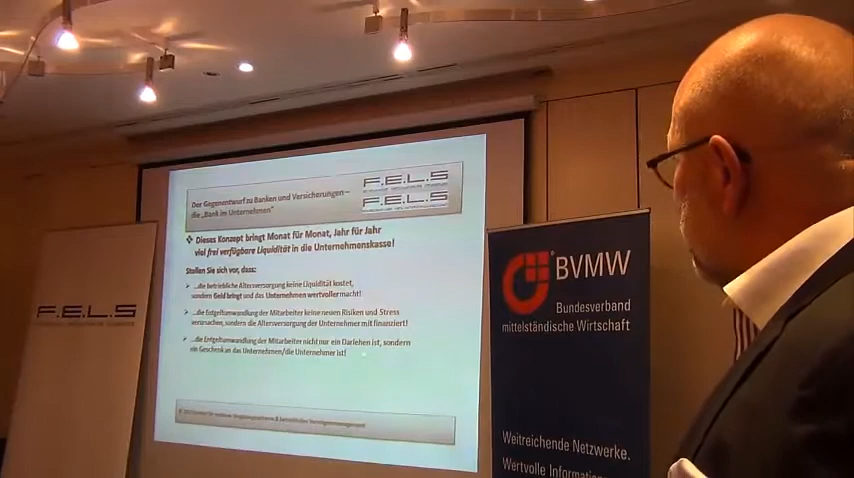 Der Gegenentwurf zu Banken und Versicherungen –
die „Bank im Unternehmen“
F.E.L.S
F.E.L.S
Dieses Konzept bringt Monat für Monat, Jahr für Jahr
viel frei verfügbare Liquidität in die Unternehmenskasse!
Stellen Sie sich vor, dass:
...die betriebliche Altersversorgung keine Liquidität kostet,
sondern Geld bringt und das Unternehmen wertvoller macht!
...die Entgeltumwandlung der Mitarbeiter keine neuen Risiken und Stress
verursachen, sondern die Altersversorgung der Unternehmer mitfinanziert!
...die Entgeltumwandlung der Mitarbeiter nicht nur ein Darlehen ist, sondern
ein Geschenk an das Unternehmen/die Unternehmer ist!
F.E.L.S
BVMW
Bundesverband
mittelständische Wirtschaft
Weitreichende Netzwerke.
Wertvolle Informationen